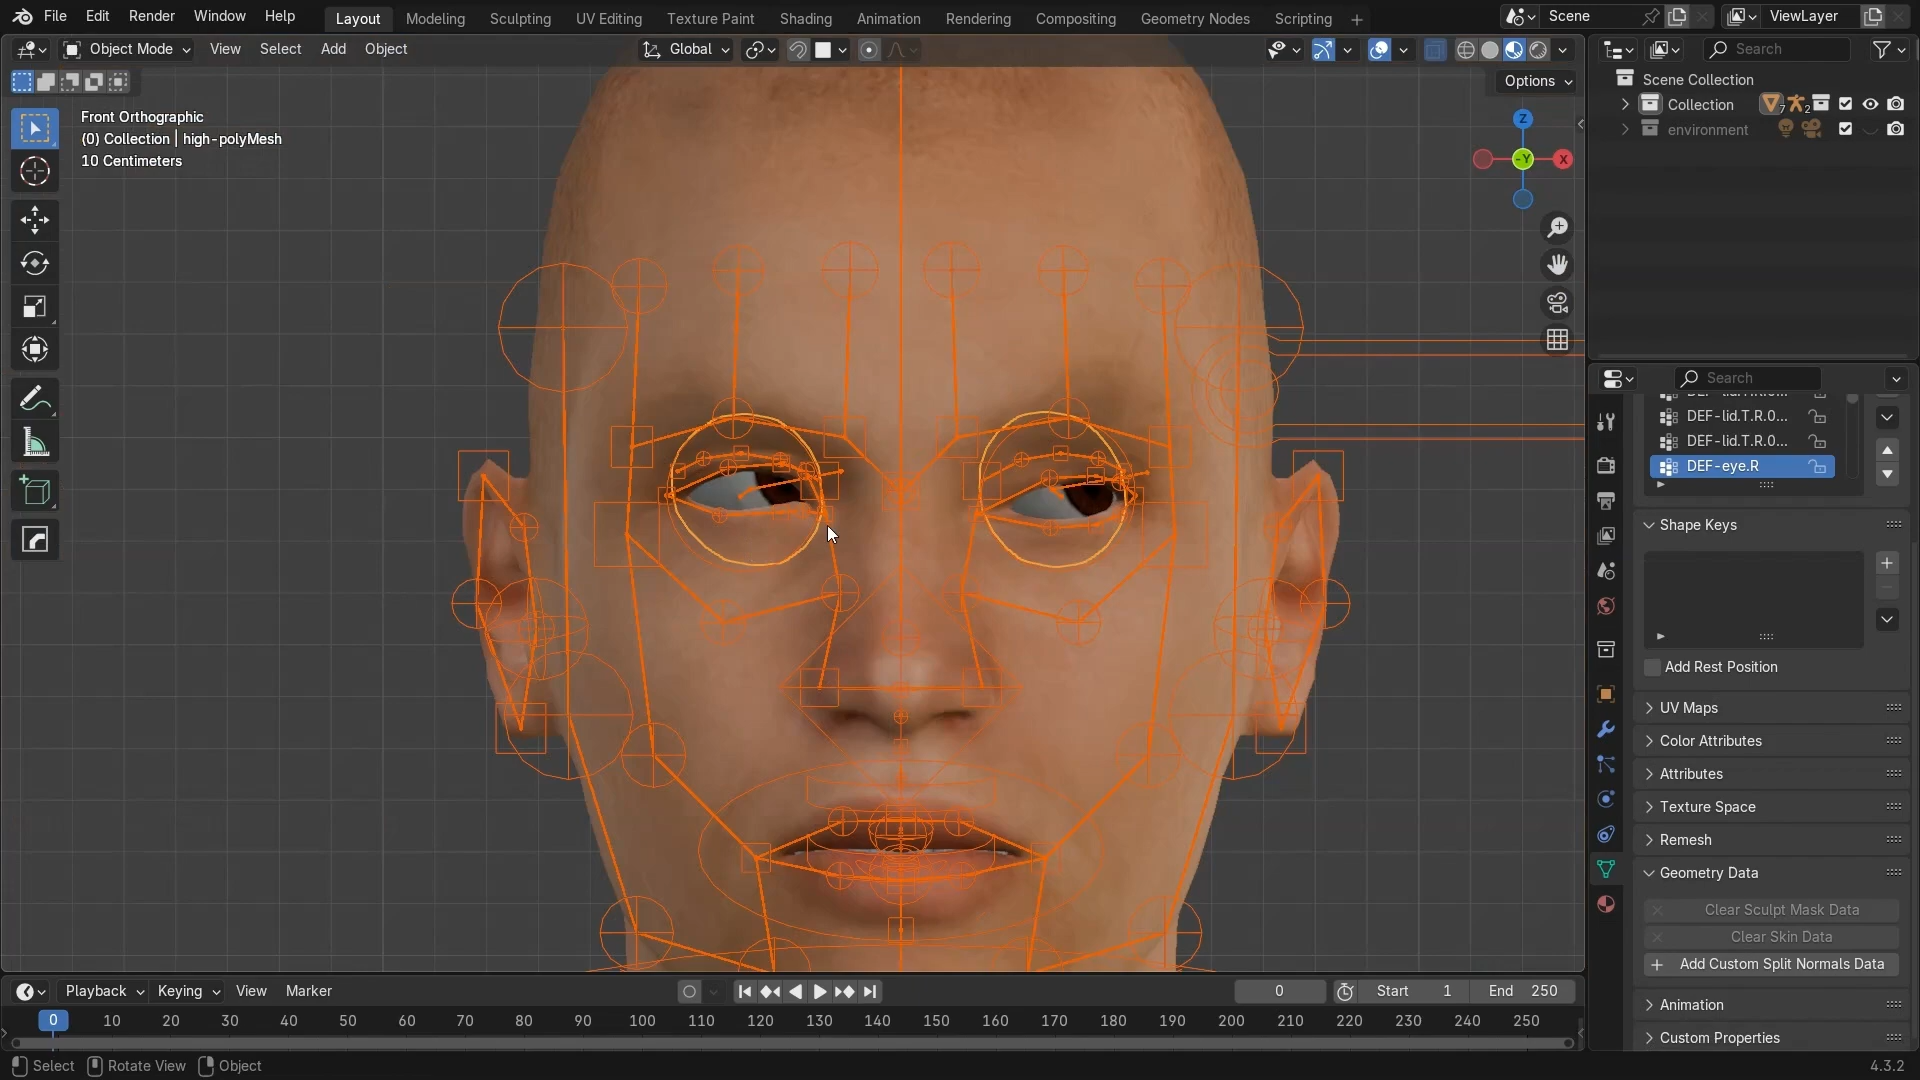 File Edit Render Window Help Layout Modeling Sculpting UV Editing Texture Paint Shading Animation Rendering Compositing Geometry Nodes Scripting Scene ViewLayer
Object Mode View Select Add Object Global Search
Options
Scene Collection
Collection 7 2
environment
Front Orthographic
(0) Collection | high-polyMesh
10 Centimeters
Z
-Y X
Search
DEF-lid.T.R.0...
DEF-lid.T.R.0...
DEF-eye.R
Shape Keys
Add Rest Position
UV Maps
Color Attributes
Attributes
Texture Space
Remesh
Geometry Data
Clear Sculpt Mask Data
Clear Skin Data
Add Custom Split Normals Data
Animation
Custom Properties
Playback Keying View Marker 0 Start 1 End 250
0 10 20 30 40 50 60 70 80 90 100 110 120 130 140 150 160 170 180 190 200 210 220 230 240 250
Select Rotate View Object 4.3.2